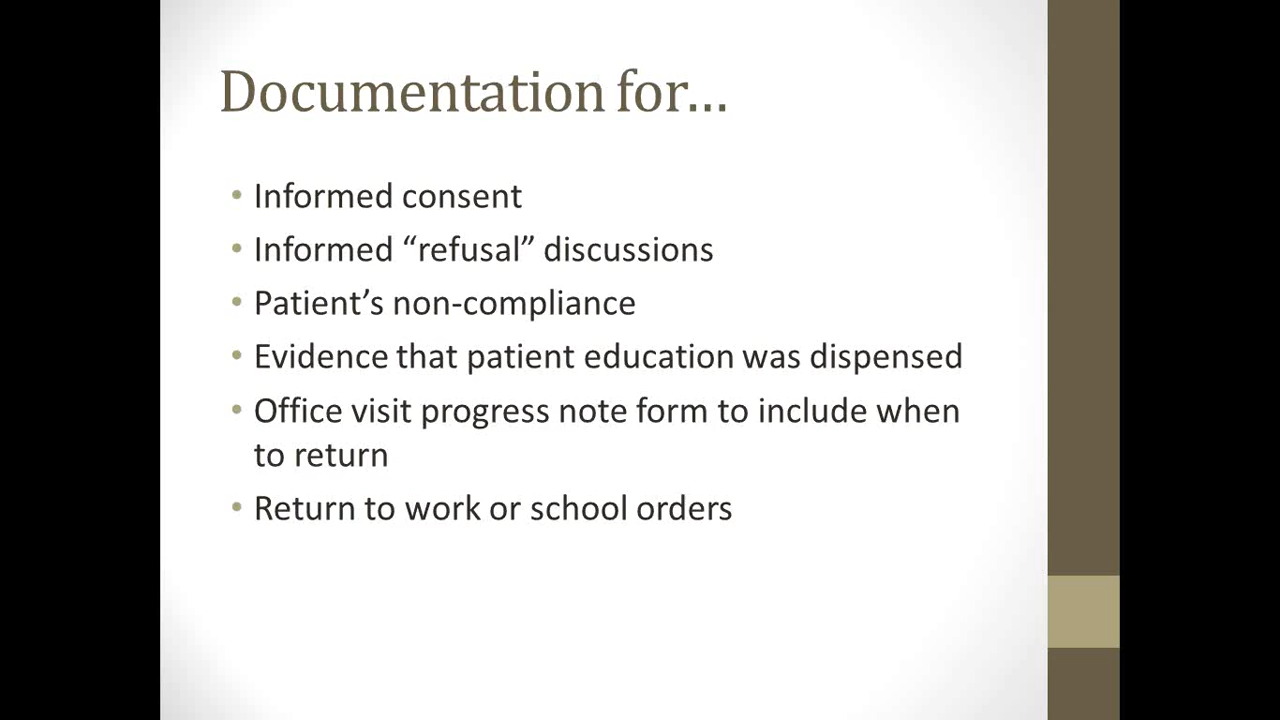 Documentation for…
• Informed consent
• Informed “refusal” discussions
• Patient’s non-compliance
• Evidence that patient education was dispensed
• Office visit progress note form to include when
to return
• Return to work or school orders